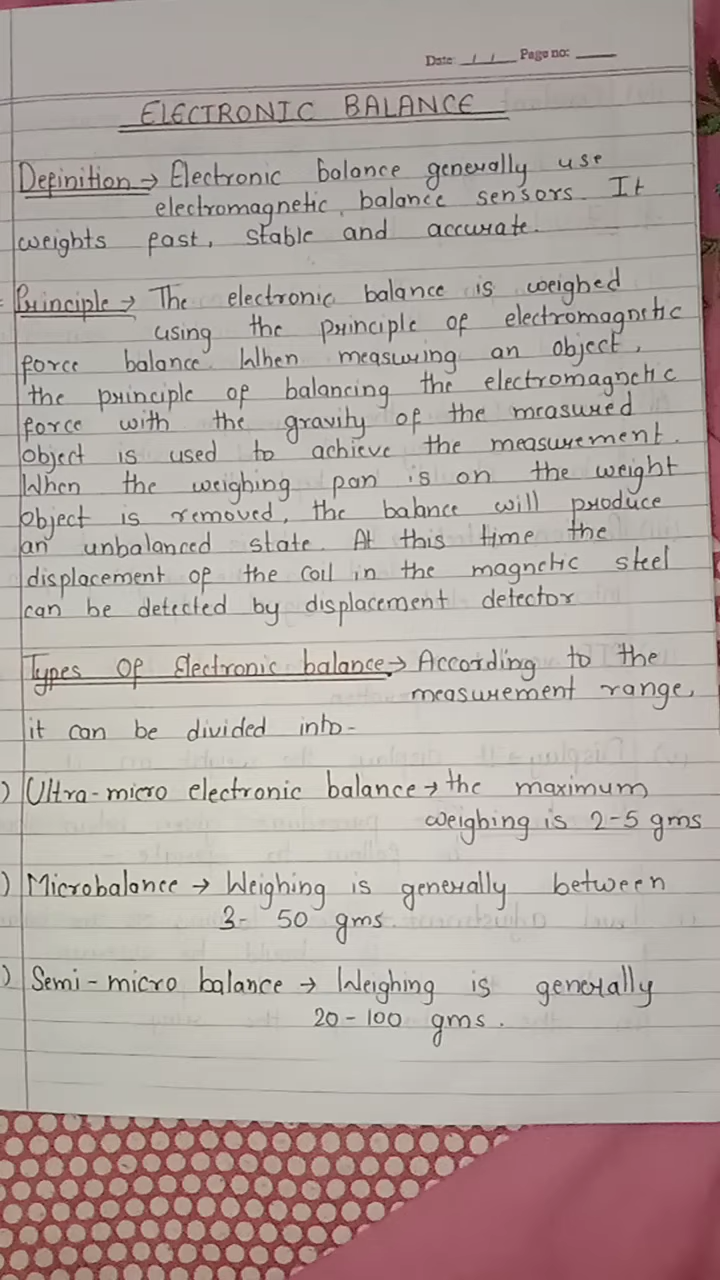 Date: _/_/_ Page no: ___
ELECTRONIC BALANCE
Definition → Electronic balance generally use
electromagnetic balance sensors. It
weights fast, stable and accurate.
Principle → The electronic balance is weighed
using the principle of electromagnetic
force balance. When measuring an object,
the principle of balancing the electromagnetic
force with the gravity of the measured
object is used to achieve the measurement.
When the weighing pan is on the weight
object is removed, the balance will produce
an unbalanced state. At this time the
displacement of the coil in the magnetic steel
can be detected by displacement detector
Types Of Electronic balance → According to the
measurement range,
it can be divided into-
) Ultra-micro electronic balance → the maximum
weighing is 2-5 gms
) Microbalance → Weighing is generally between
3- 50 gms.
) Semi-micro balance → Weighing is generally
20-100 gms.